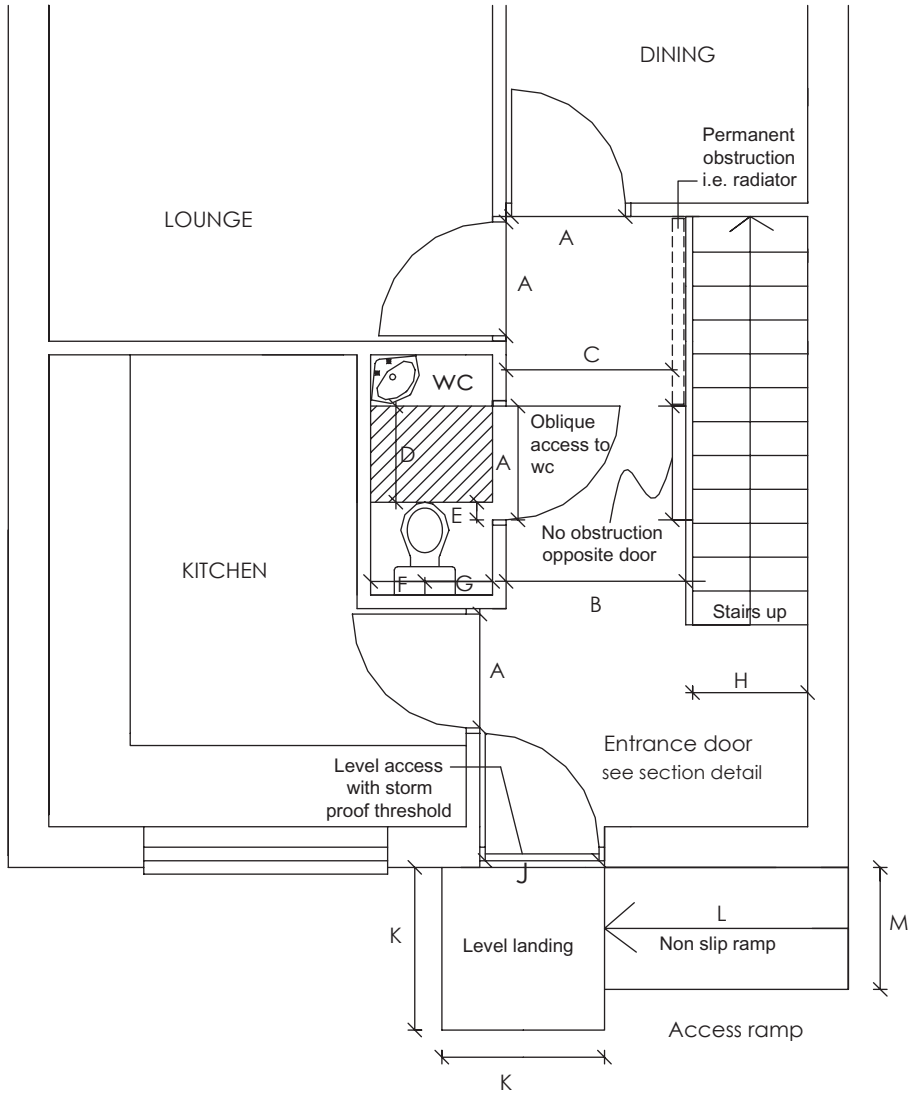 DINING
Permanent
obstruction
i.e. radiator
LOUNGE
A
A
C
WC
Oblique
access to
wc
D
A
E
No obstruction
opposite door
KITCHEN
F
G
B
Stairs up
A
H
Entrance door
see section detail
Level access
with storm
proof threshold
J
K
Level landing
L
Non slip ramp
M
Access ramp
K